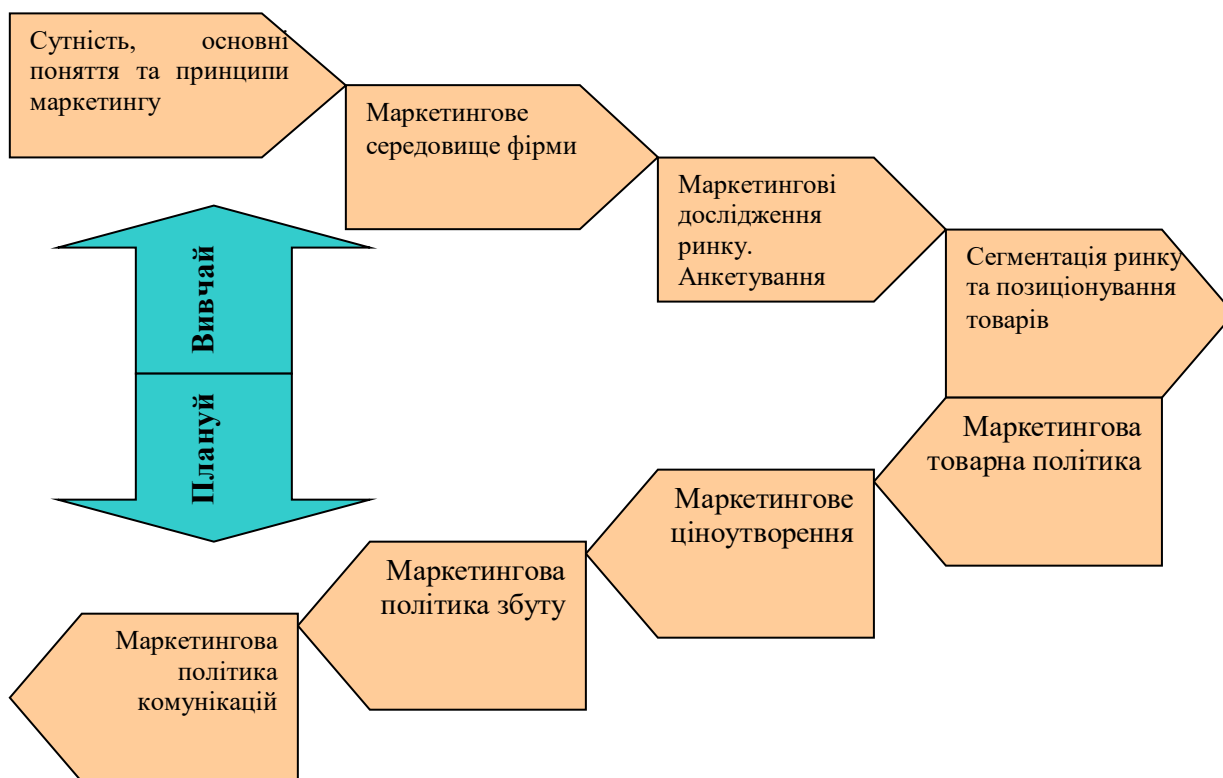 Сутність, основні
поняття та принципи
маркетингу
Маркетингове
середовище фірми
Маркетингові
дослідження
ринку.
Анкетування
Сегментація ринку
та позиціонування
товарів
Вивчай
Плануй
Маркетингова
товарна політика
Маркетингове
ціноутворення
Маркетингова
політика збуту
Маркетингова
політика
комунікацій